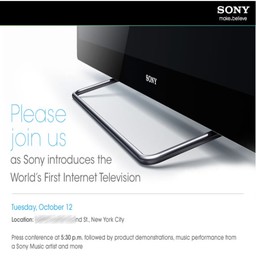 SONY
make.believe
SONY
Please
join us
as Sony introduces the
World's First Internet Television
Tuesday, October 12
Location: nd St., New York City
Press conference at 5:30 p.m. followed by product demonstrations, music performance from
a Sony Music artist and more